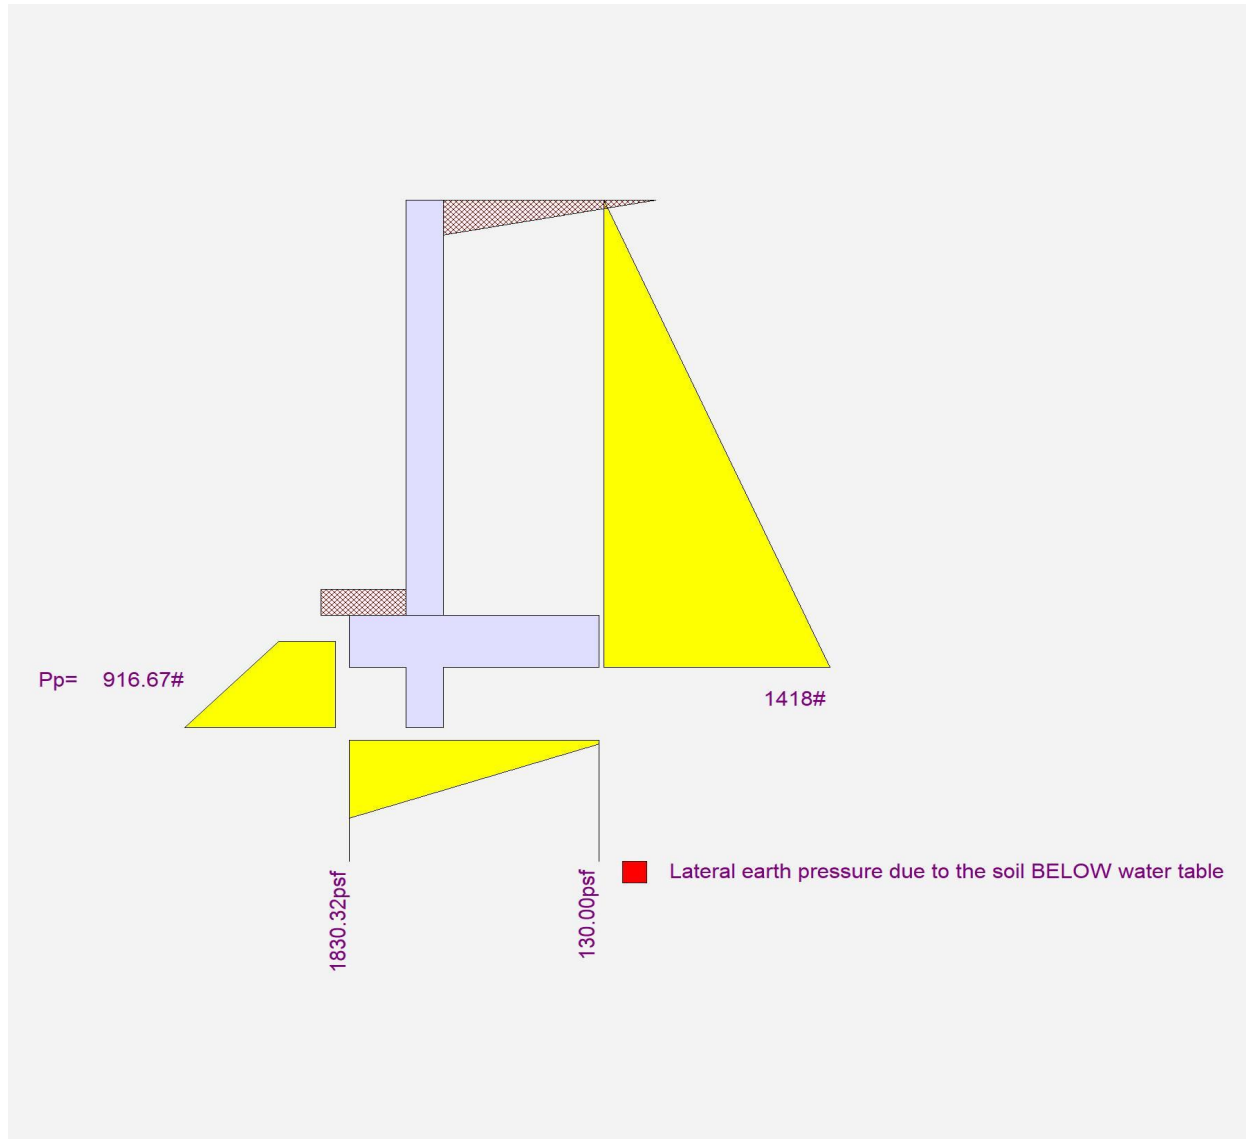 Pp= 916.67#
1418#
Lateral earth pressure due to the soil BELOW water table
1830.32psf
130.00psf